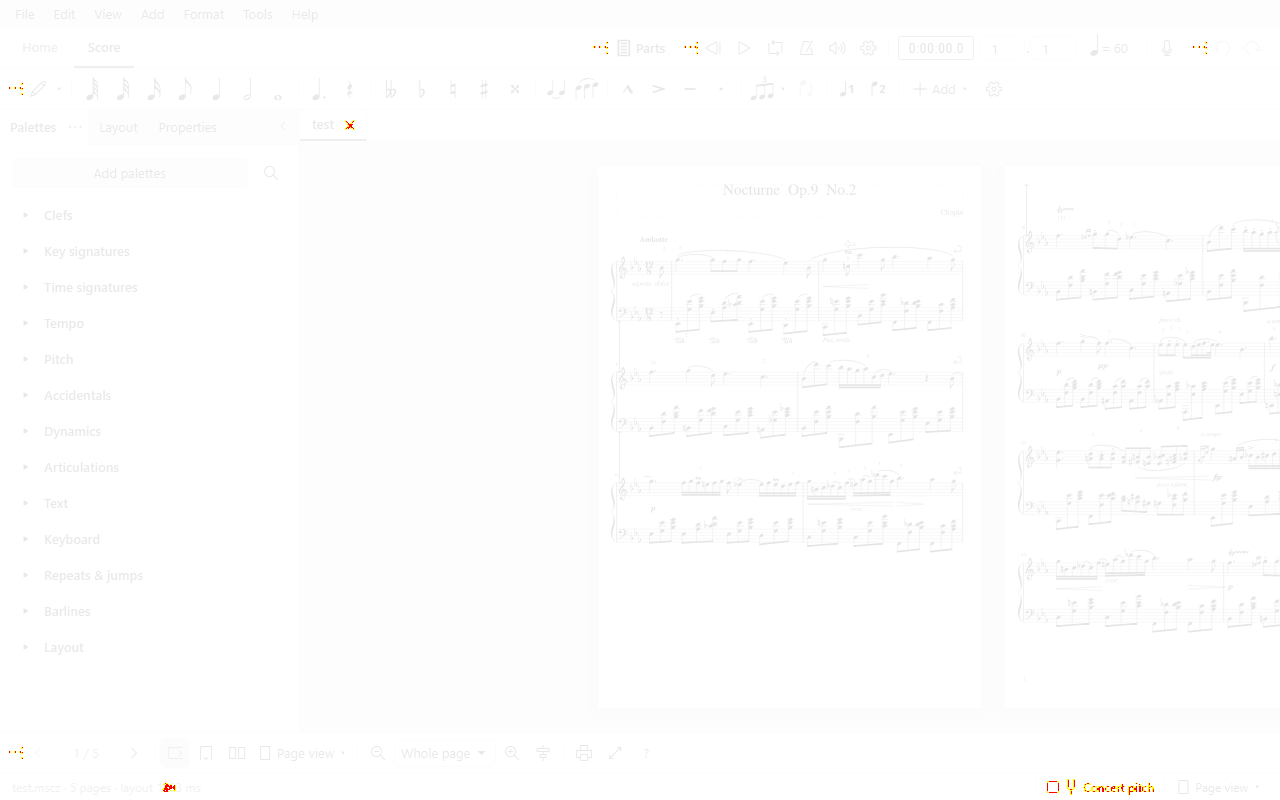 File Edit View Add Format Tools Help
Home Score Parts 0:00:00.0 1 . 1 = 60
Add
Palettes Layout Properties test
Add palettes
Clefs
Key signatures
Time signatures
Tempo
Pitch
Accidentals
Dynamics
Articulations
Text
Keyboard
Repeats & jumps
Barlines
Layout
Nocturne Op.9 No.2
Chopin
Andante
1 / 5 Page view Whole page ?
test.mscz · 5 pages · layout ms Concert pitch Page view